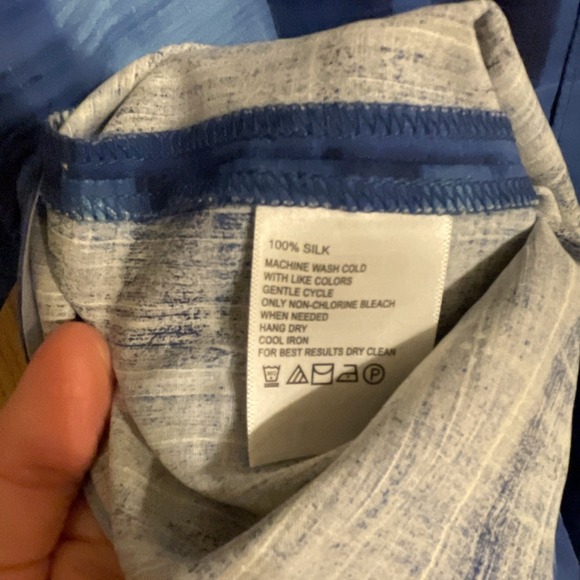 100% SILK
MACHINE WASH COLD
WITH LIKE COLORS
GENTLE CYCLE
ONLY NON-CHLORINE BLEACH
WHEN NEEDED
HANG DRY
COOL IRON
FOR BEST RESULTS DRY CLEAN
P